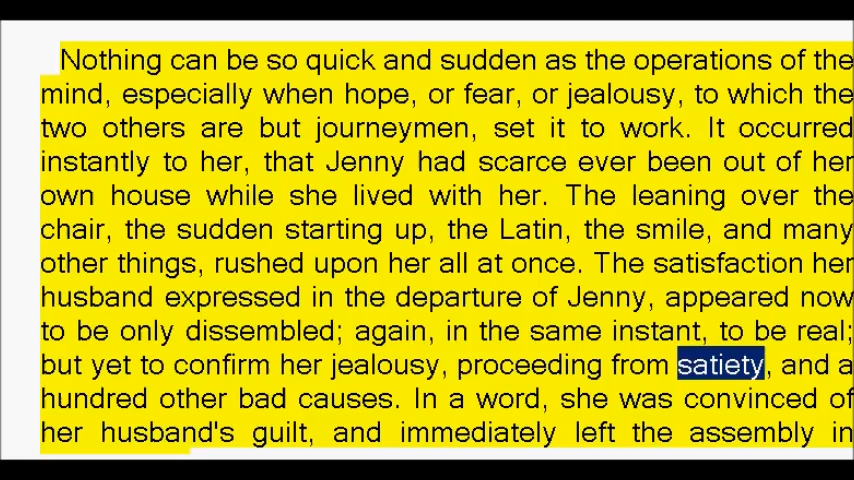 Nothing can be so quick and sudden as the operations of the
mind, especially when hope, or fear, or jealousy, to which the
two others are but journeymen, set it to work. It occurred
instantly to her, that Jenny had scarce ever been out of her
own house while she lived with her. The leaning over the
chair, the sudden starting up, the Latin, the smile, and many
other things, rushed upon her all at once. The satisfaction her
husband expressed in the departure of Jenny, appeared now
to be only dissembled; again, in the same instant, to be real;
but yet to confirm her jealousy, proceeding from satiety, and a
hundred other bad causes. In a word, she was convinced of
her husband's guilt, and immediately left the assembly in